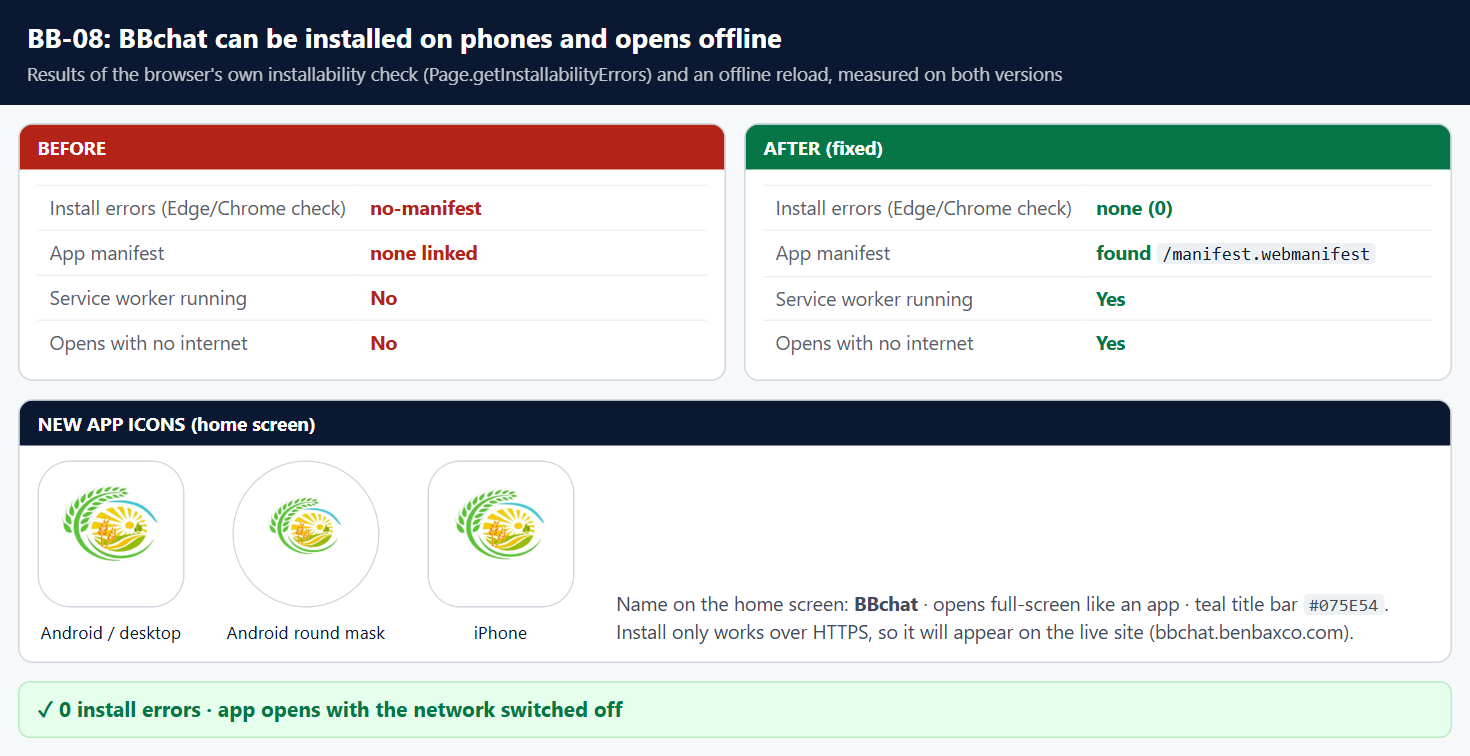 BB-08: BBchat can be installed on phones and opens offline
Results of the browser's own installability check (Page.getInstallabilityErrors) and an offline reload, measured on both versions
BEFORE
Install errors (Edge/Chrome check) no-manifest
App manifest none linked
Service worker running No
Opens with no internet No
AFTER (fixed)
Install errors (Edge/Chrome check) none (0)
App manifest found /manifest.webmanifest
Service worker running Yes
Opens with no internet Yes
NEW APP ICONS (home screen)
Android / desktop
Android round mask
iPhone
Name on the home screen: BBchat · opens full-screen like an app · teal title bar #075E54.
Install only works over HTTPS, so it will appear on the live site (bbchat.benbaxco.com).
✓ 0 install errors · app opens with the network switched off